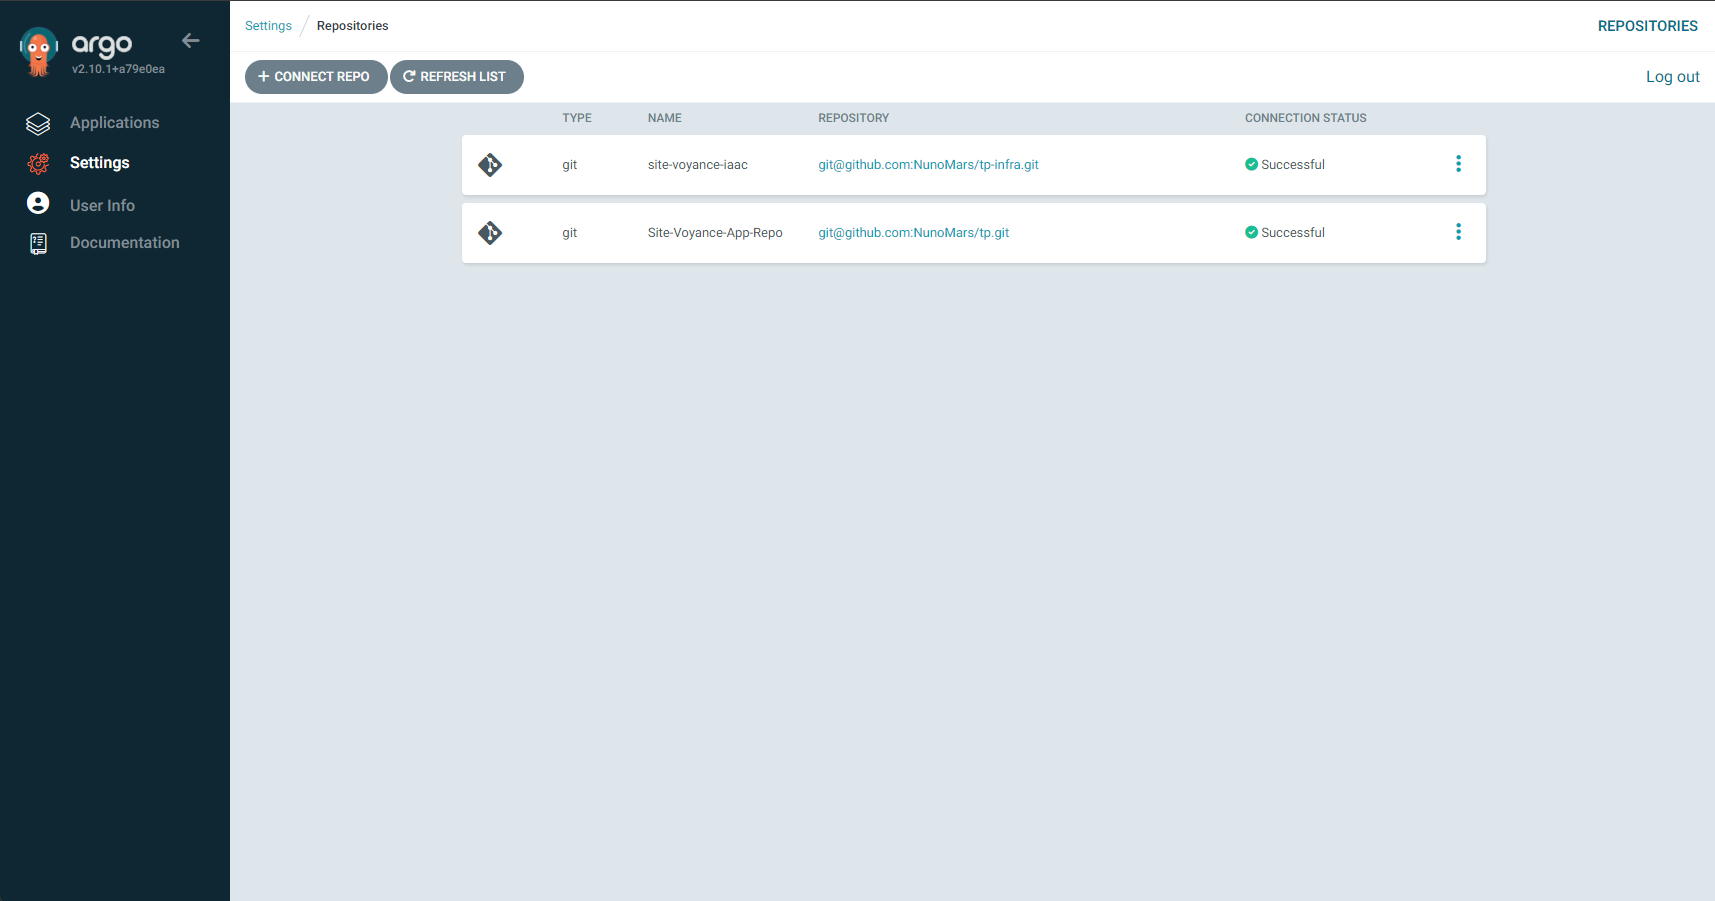 argo
v2.10.1+a79e0ea
Applications
Settings
User Info
Documentation
Settings / Repositories
REPOSITORIES
+ CONNECT REPO
REFRESH LIST
Log out
TYPE NAME REPOSITORY CONNECTION STATUS
git site-voyance-iaac git@github.com:NunoMars/tp-infra.git Successful
git Site-Voyance-App-Repo git@github.com:NunoMars/tp.git Successful